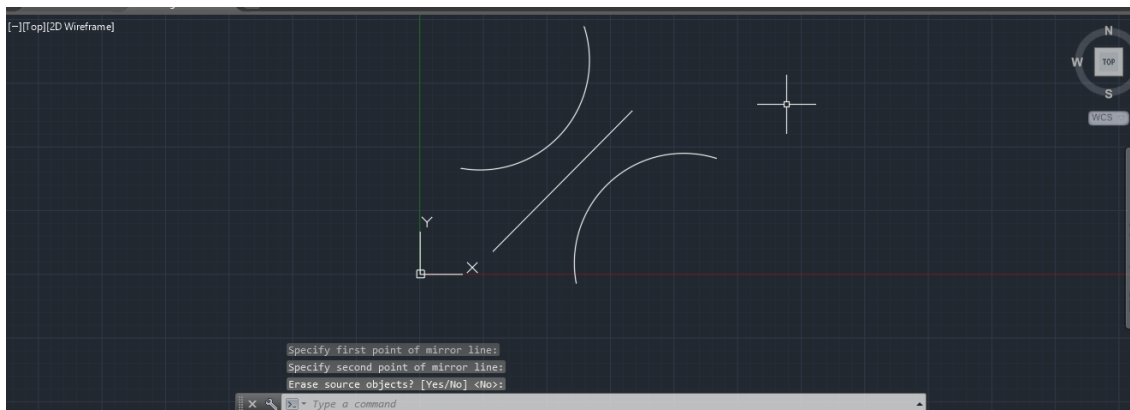 [−][Top][2D Wireframe]
N
W
TOP
S
WCS
Y
X
Specify first point of mirror line:
Specify second point of mirror line:
Erase source objects? [Yes/No] <No>:
Type a command